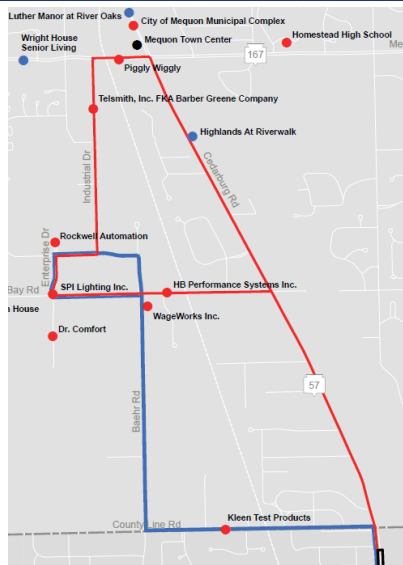 Luther Manor at River Oaks
City of Mequon Municipal Complex
Wright House
Senior Living
Mequon Town Center
Homestead High School
167
Me
Piggly Wiggly
Telsmith, Inc. FKA Barber Greene Company
Highlands At Riverwalk
Industrial Dr
Cedarburg Rd
Enterprise Dr
Rockwell Automation
Bay Rd
SPI Lighting Inc.
HB Performance Systems Inc.
n House
WageWorks Inc.
Dr. Comfort
57
Baehr Rd
Kleen Test Products
County Line Rd